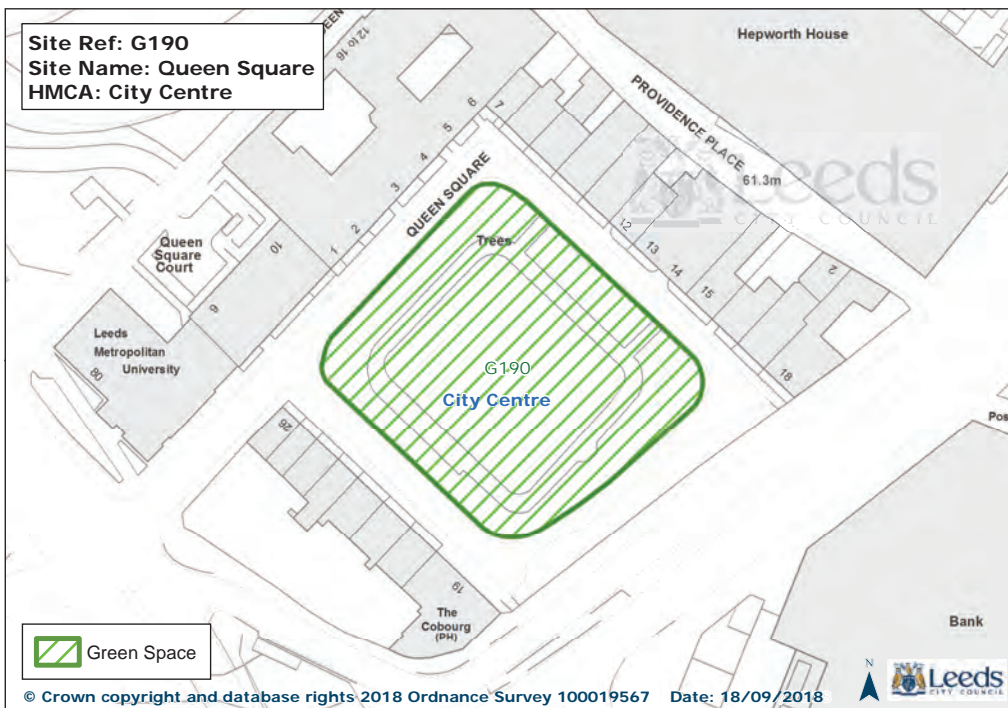 Site Ref: G190
Site Name: Queen Square
HMCA: City Centre
QUEEN
12 to 16
Hepworth House
PROVIDENCE PLACE
61.3m
Leeds
CITY COUNCIL
7
6
5
4
3
2
1
QUEEN SQUARE
Trees
12
13
14
15
2
18
Queen
Square
Court
10
9
Leeds
Metropolitan
University
80
G190
City Centre
26
19
The
Cobourg
(PH)
Pos
Bank
Green Space
N
Leeds
CITY COUNCIL
© Crown copyright and database rights 2018 Ordnance Survey 100019567 Date: 18/09/2018